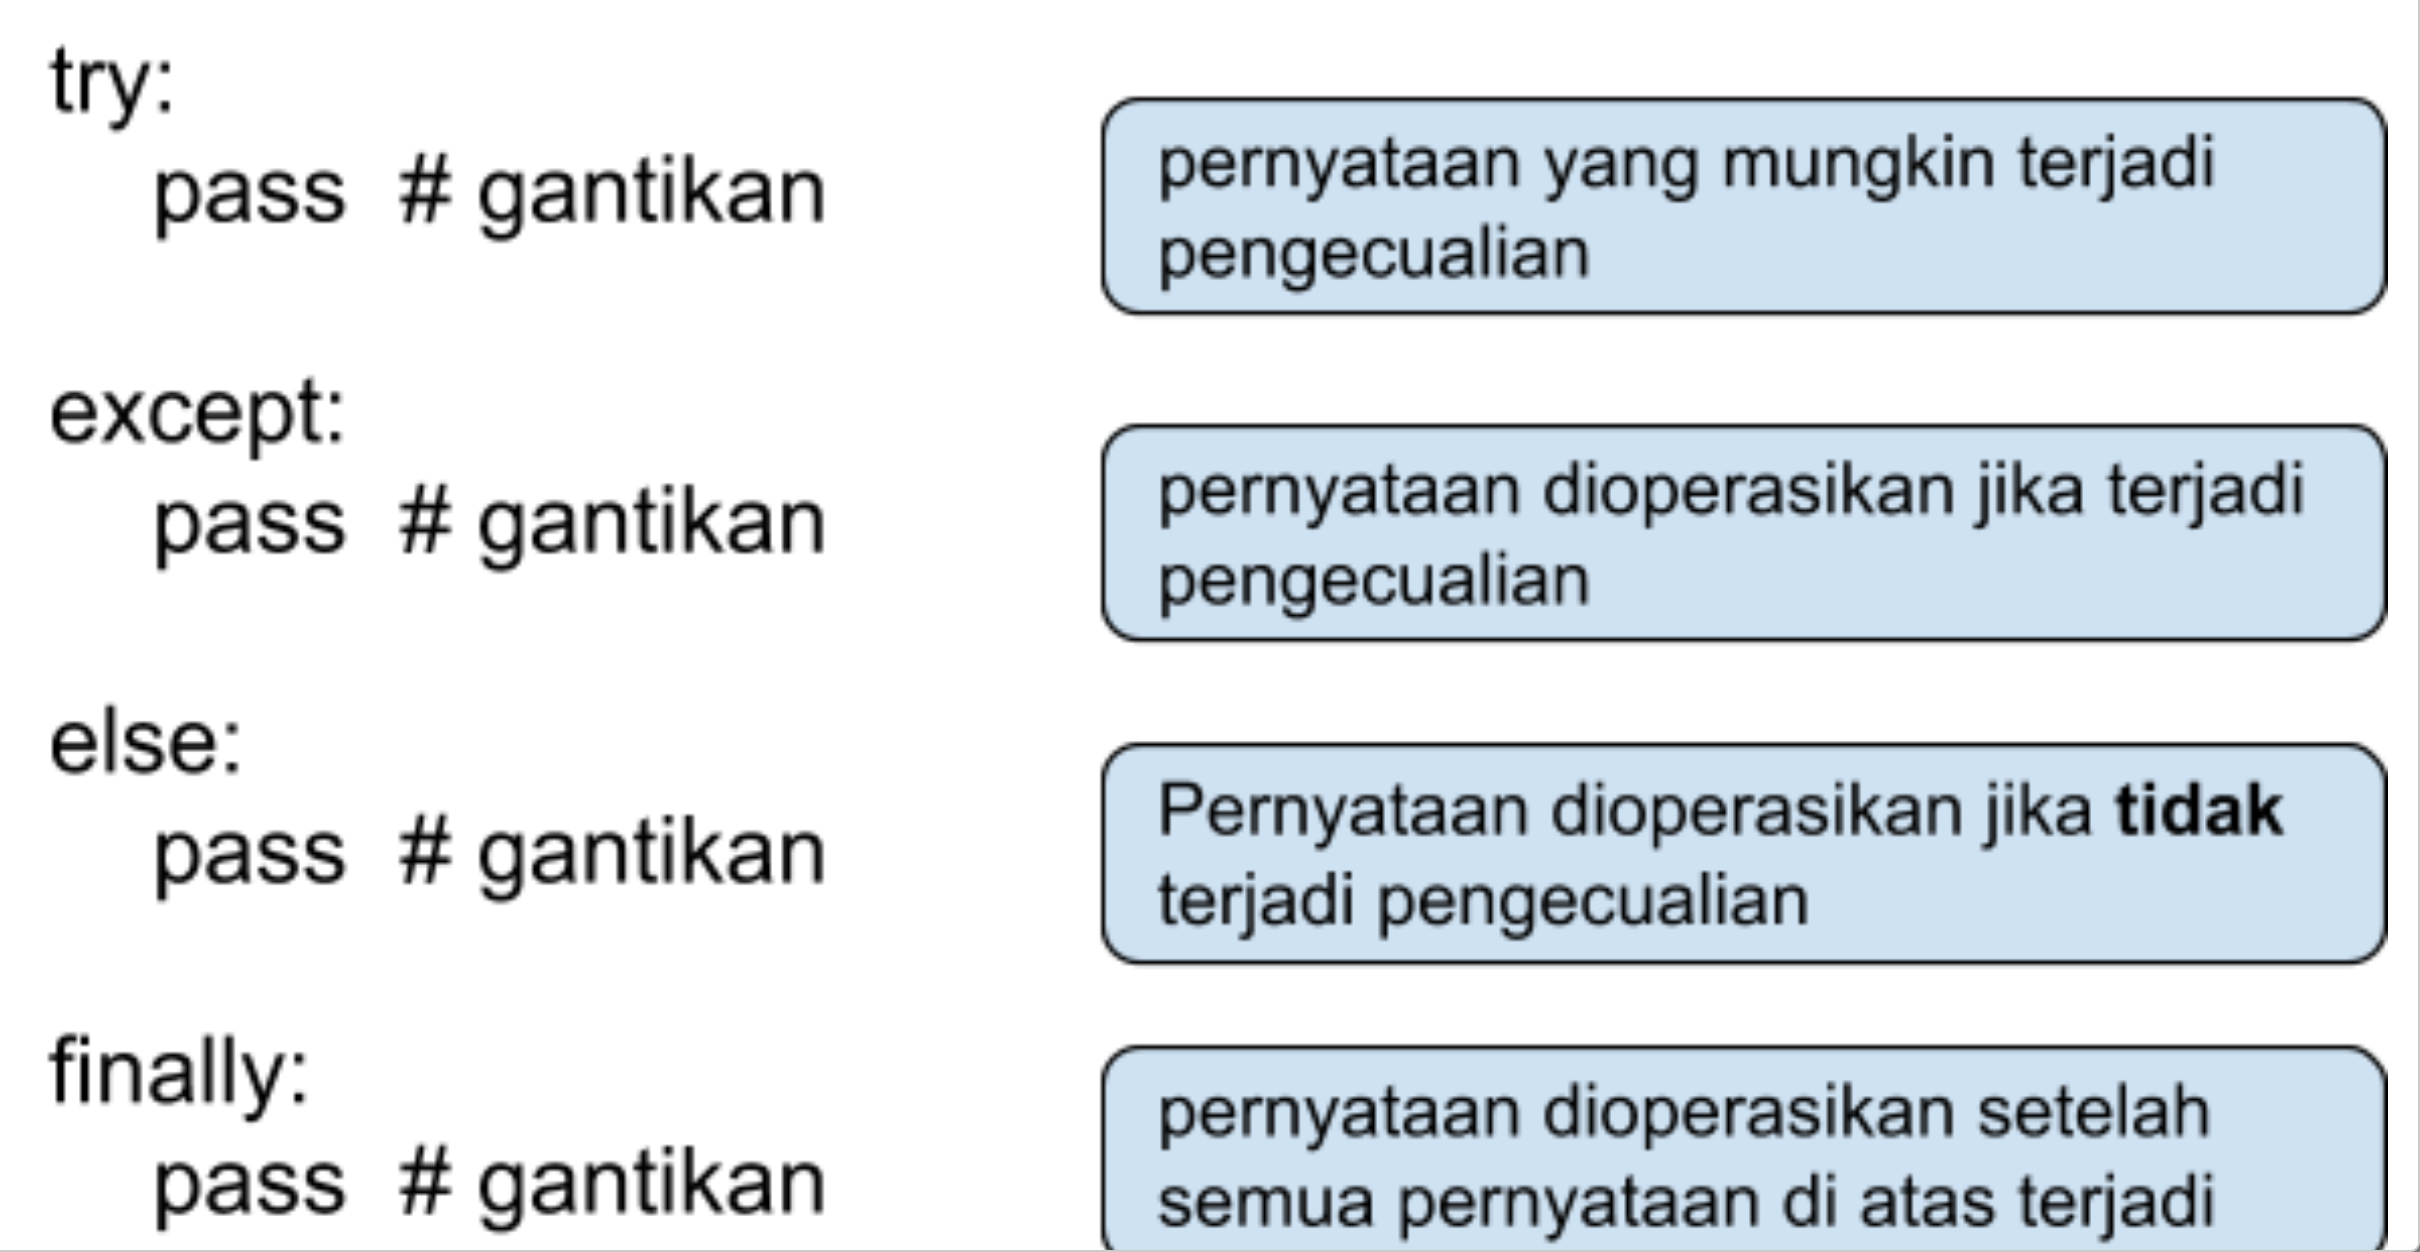 try:
pass # gantikan
pernyataan yang mungkin terjadi
pengecualian
except:
pass # gantikan
pernyataan dioperasikan jika terjadi
pengecualian
else:
pass # gantikan
Pernyataan dioperasikan jika tidak
terjadi pengecualian
finally:
pass # gantikan
pernyataan dioperasikan setelah
semua pernyataan di atas terjadi